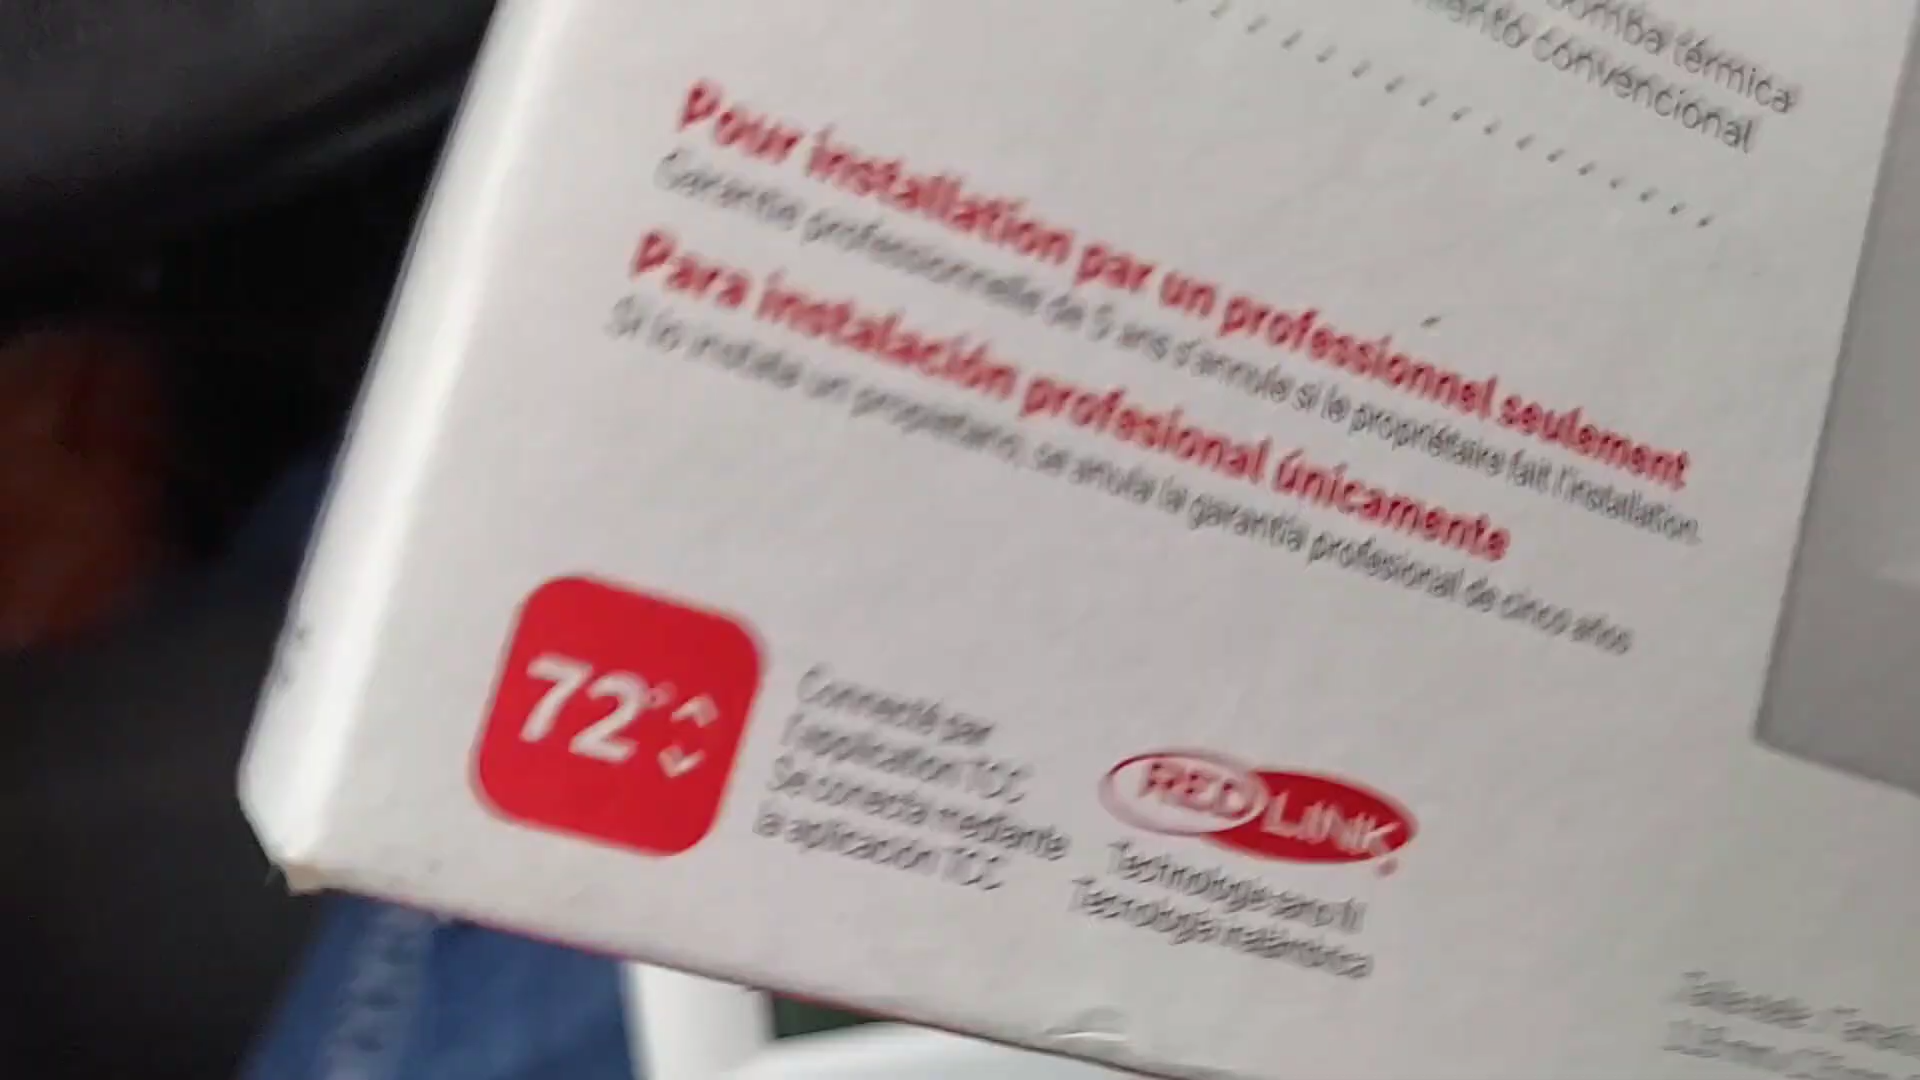 bomba térmica
convencional
Pour installation par un professionnel seulement
Garantie professionnelle de 5 ans s'annule si le propriétaire fait l'installation.
Para instalación profesional únicamente
Si lo instala un propietario, se anula la garantía profesional de cinco años
72°
Connecté par
l'application TCC
Se conecta mediante
la aplicación TCC
REDLINK
Technologie sans fil
Tecnología inalámbrica